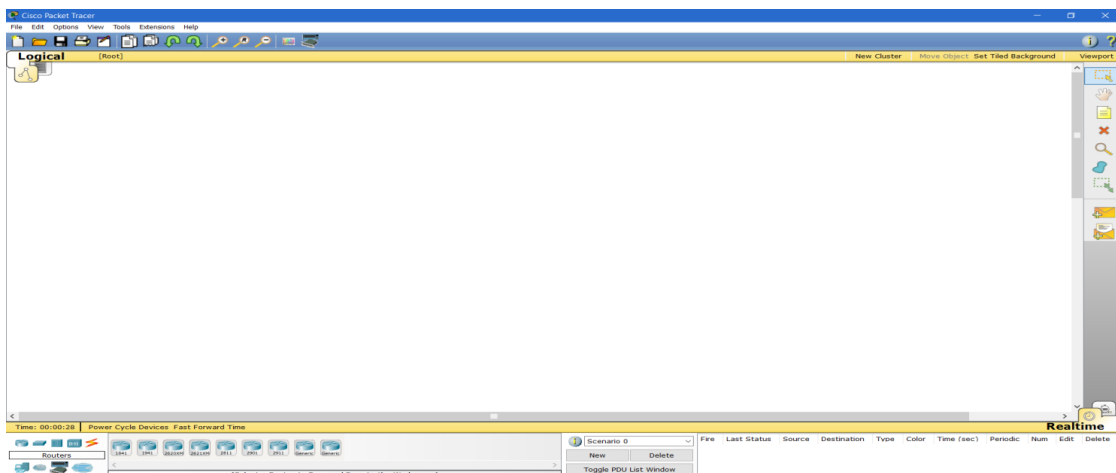 Cisco Packet Tracer
File Edit Options View Tools Extensions Help
Logical [Root] New Cluster Move Object Set Tiled Background Viewport
Time: 00:00:28 Power Cycle Devices Fast Forward Time Realtime
Scenario 0 Fire Last Status Source Destination Type Color Time (sec) Periodic Num Edit Delete
Routers 1941 2811 2901 2911 Generic Generic
New Delete
Toggle PDU List Window